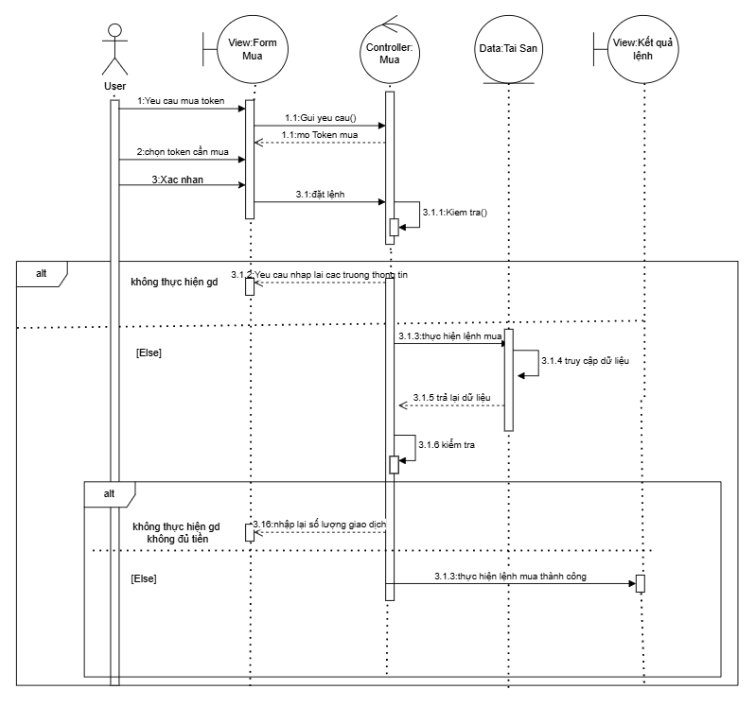 View:Form
Mua
Controller:
Mua
Data:Tai San
View:Kết quả
lệnh
User
1:Yeu cau mua token
1.1:Gui yeu cau()
1.1:mo Token mua
2:chọn token cần mua
3:Xac nhan
3.1:đặt lệnh
3.1.1:Kiem tra()
alt
không thực hiện gd
3.1.2:Yeu cau nhap lai cac truong thong tin
[Else]
3.1.3:thực hiện lệnh mua
3.1.4 truy cập dữ liệu
3.1.5 trả lại dữ liệu
3.1.6 kiểm tra
alt
không thực hiện gd
không đủ tiền
3.16:nhập lại số lượng giao dịch
[Else]
3.1.3:thực hiện lệnh mua thành công